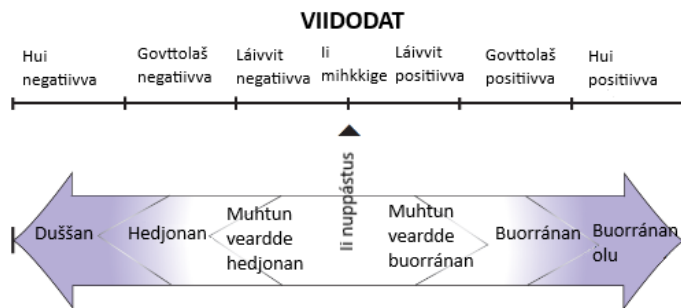 VIIDODAT
Hui
negatiivva
Govttolaš
negatiivva
Láivvit
negatiivva
Ii
mihkkige
Láivvit
positiivva
Govttolaš
positiivva
Hui
positiivva
Ii nuppástus
Duššan
Hedjonan
Muhtun
veardde
hedjonan
Muhtun
veardde
buorránan
Buorránan
Buorránan
olu